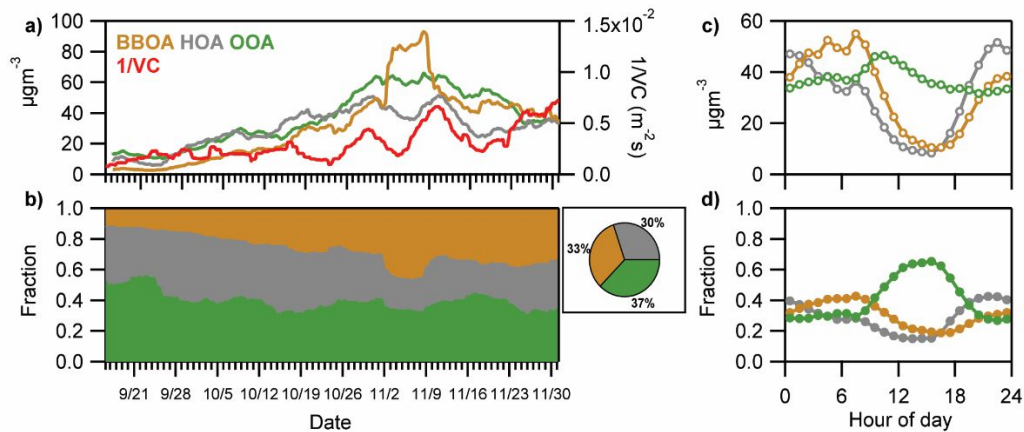 a)
100
80
60
40
20
0
µgm-3
BBOA HOA OOA
1/VC
1.5x10-2
1.0
0.5
0.0
1/VC (m-2s)
b)
1.0
0.8
0.6
0.4
0.2
0.0
Fraction
9/21 9/28 10/5 10/12 10/19 10/26 11/2 11/9 11/16 11/23 11/30
Date
30%
33%
37%
c)
60
40
20
0
µgm-3
d)
1.0
0.8
0.6
0.4
0.2
0.0
Fraction
0 6 12 18 24
Hour of day